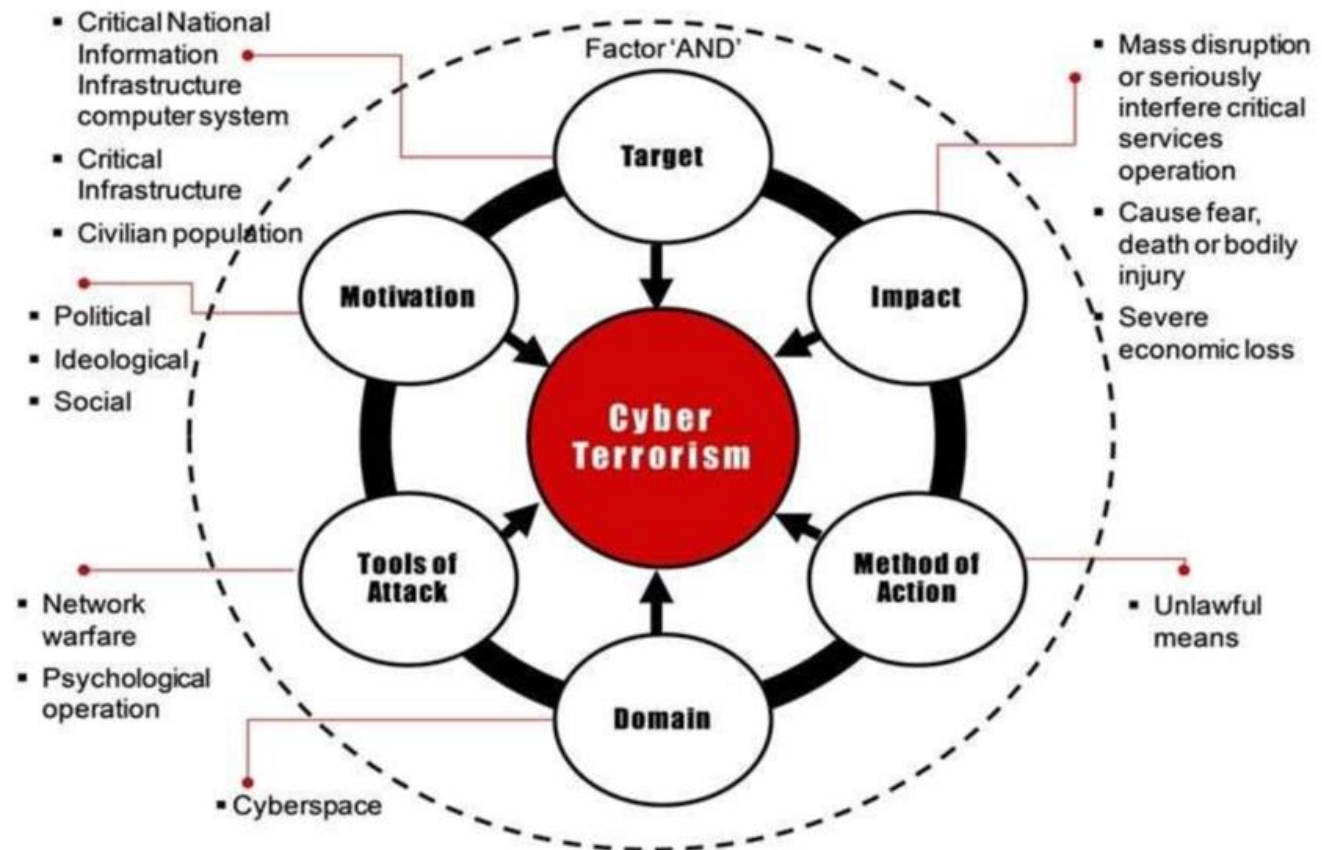 ▪ Critical National
Information
Infrastructure
computer system
▪ Critical
Infrastructure
▪ Civilian population
Factor 'AND'
▪ Mass disruption
or seriously
interfere critical
services
operation
▪ Cause fear,
death or bodily
injury
▪ Severe
economic loss
Target
Motivation
Impact
▪ Political
▪ Ideological
▪ Social
Cyber
Terrorism
Tools of
Attack
Method of
Action
▪ Network
warfare
▪ Psychological
operation
▪ Unlawful
means
Domain
▪ Cyberspace